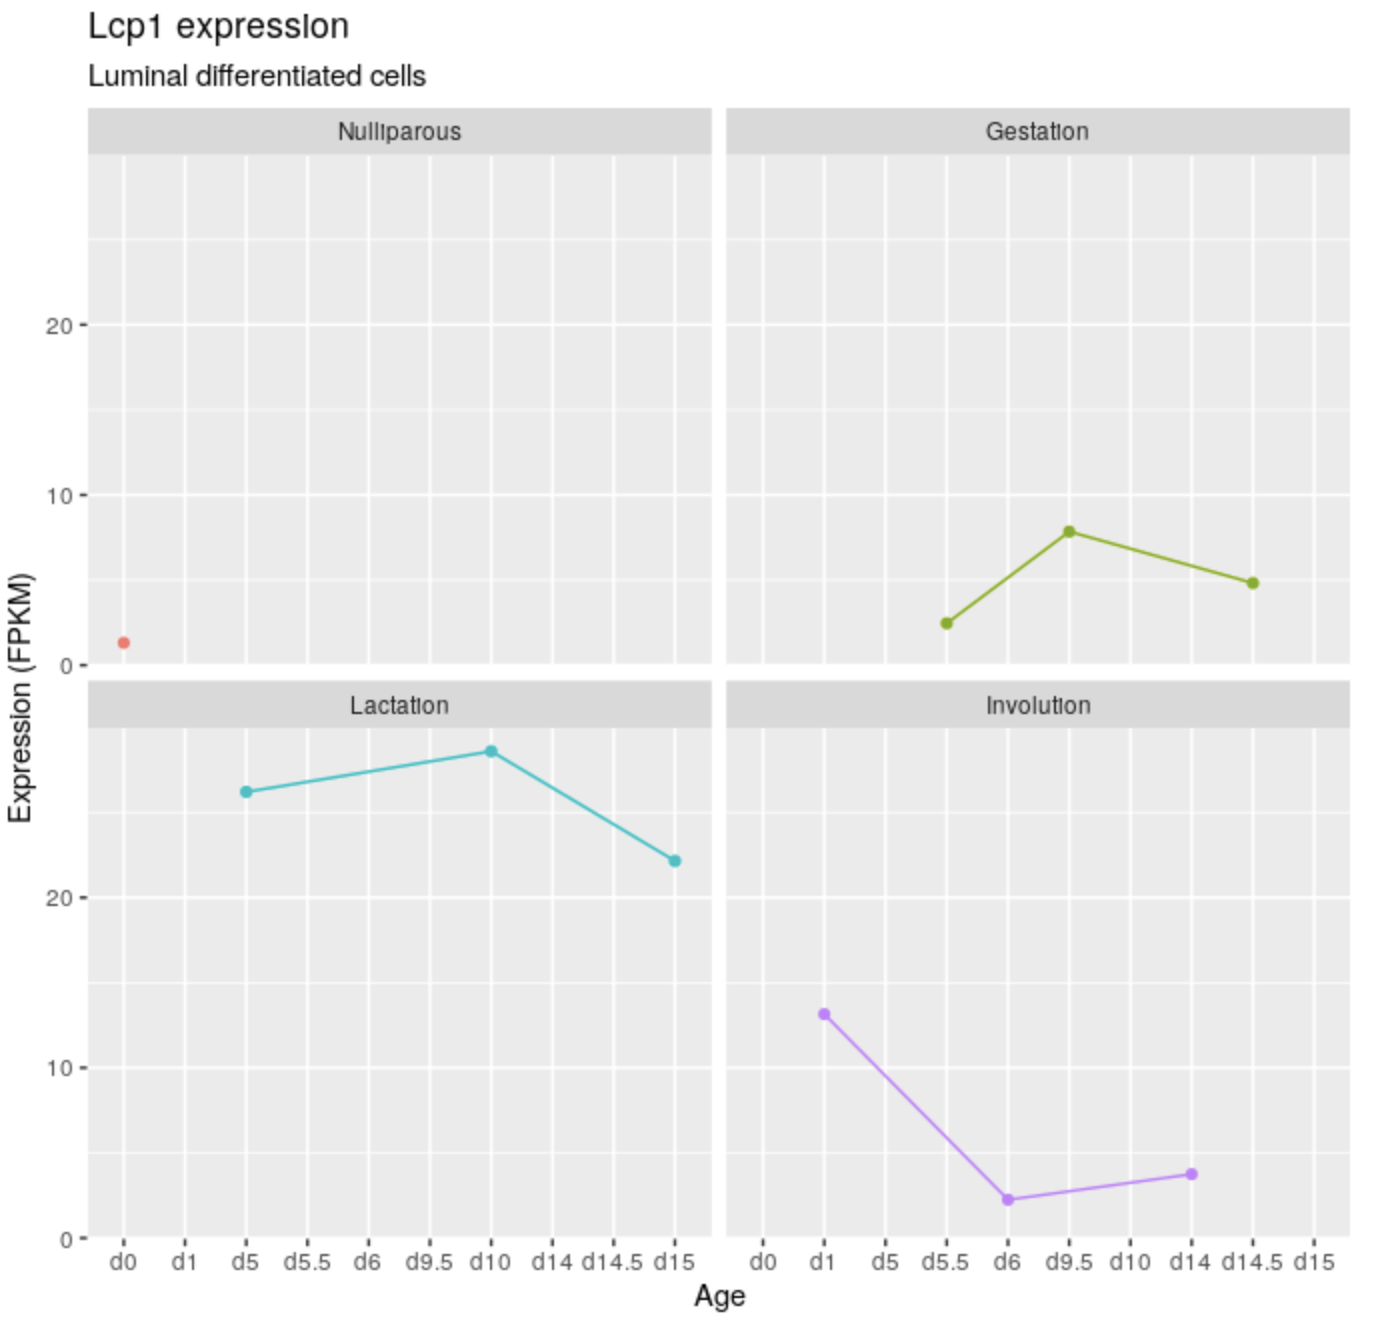 Lcp1 expression
Luminal differentiated cells
Nulliparous
Gestation
20
10
0
Lactation
Involution
20
10
0
Expression (FPKM)
d0 d1 d5 d5.5 d6 d9.5 d10 d14 d14.5 d15
d0 d1 d5 d5.5 d6 d9.5 d10 d14 d14.5 d15
Age